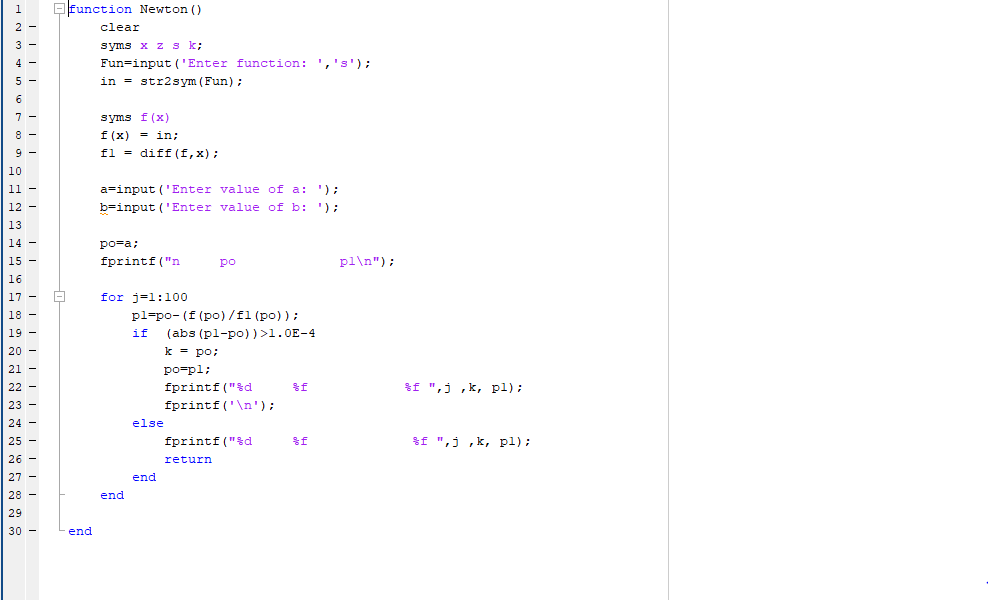 1 function Newton()
2 clear
3 syms x z s k;
4 Fun=input('Enter function: ','s');
5 in = str2sym(Fun);
6
7 syms f(x)
8 f(x) = in;
9 f1 = diff(f,x);
10
11 a=input('Enter value of a: ');
12 b=input('Enter value of b: ');
13
14 po=a;
15 fprintf("n     po             p1\n");
16
17 for j=1:100
18 p1=po-(f(po)/f1(po));
19 if  (abs(p1-po))>1.0E-4
20 k = po;
21 po=p1;
22 fprintf("%d     %f            %f ",j ,k, p1);
23 fprintf('\n');
24 else
25 fprintf("%d     %f             %f ",j ,k, p1);
26 return
27 end
28 end
29
30 end